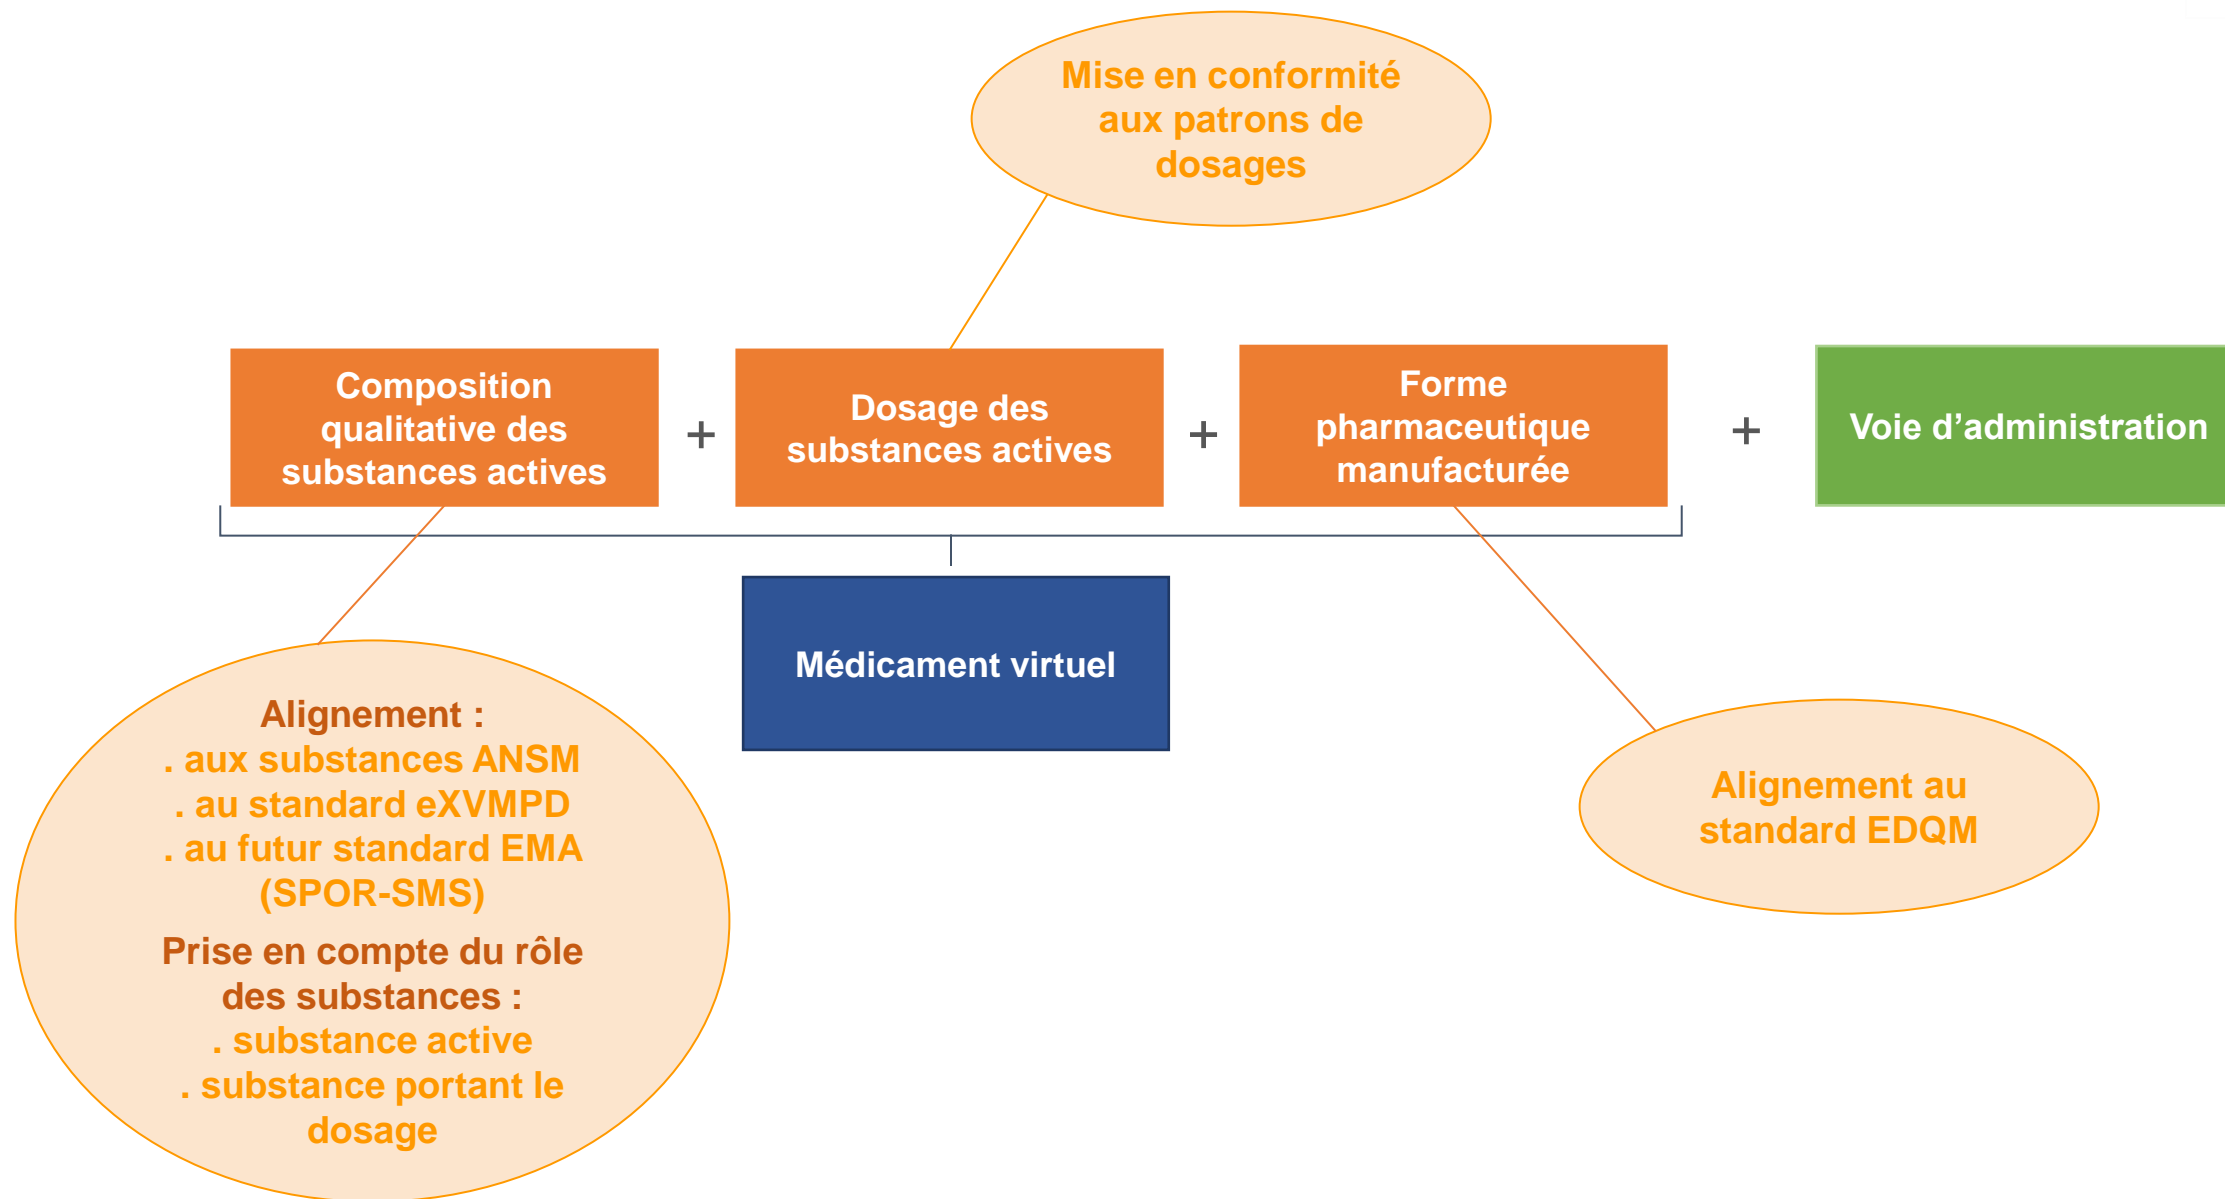 Mise en conformité
aux patrons de
dosages
Composition
qualitative des
substances actives
+
Dosage des
substances actives
+
Forme
pharmaceutique
manufacturée
+
Voie d’administration
Médicament virtuel
Alignement :
. aux substances ANSM
. au standard eXVMPD
. au futur standard EMA
(SPOR-SMS)
Prise en compte du rôle
des substances :
. substance active
. substance portant le
dosage
Alignement au
standard EDQM